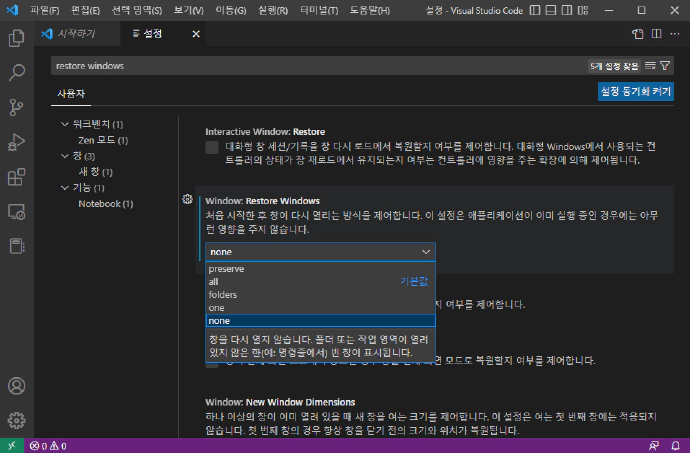 파일(F) 편집(E) 선택 영역(S) 보기(V) 이동(G) 실행(R) 터미널(T) 도움말(H) 설정 - Visual Studio Code
시작하기 설정
restore windows 5개 설정 찾음
사용자 설정 동기화 켜기
워크벤치 (1)
Zen 모드 (1)
창 (3)
새 창 (1)
기능 (1)
Notebook (1)
Interactive Window: Restore
대화형 창 세션/기록을 창 다시 로드에서 복원할지 여부를 제어합니다. 대화형 Windows에서 사용되는 컨
트롤러의 상태가 창 재로드에서 유지되는지 여부는 컨트롤러에 영향을 주는 확장에 의해 제어됩니다.
Window: Restore Windows
처음 시작한 후 창이 다시 열리는 방식을 제어합니다. 이 설정은 애플리케이션이 이미 실행 중인 경우에는 아무
런 영향을 주지 않습니다.
none
preserve
all 기본값
folders
one
none
창을 다시 열지 않습니다. 폴더 또는 작업 영역이 열려
있지 않은 한(예: 명령줄에서) 빈 창이 표시됩니다.
여부를 제어합니다.
모드로 복원할지 여부를 제어합니다.
Window: New Window Dimensions
하나 이상의 창이 이미 열려 있을 때 새 창을 여는 크기를 제어합니다. 이 설정은 여는 첫 번째 창에는 적용되지
않습니다. 첫 번째 창의 경우 항상 창을 닫기 전의 크기와 위치가 복원됩니다.
0 0